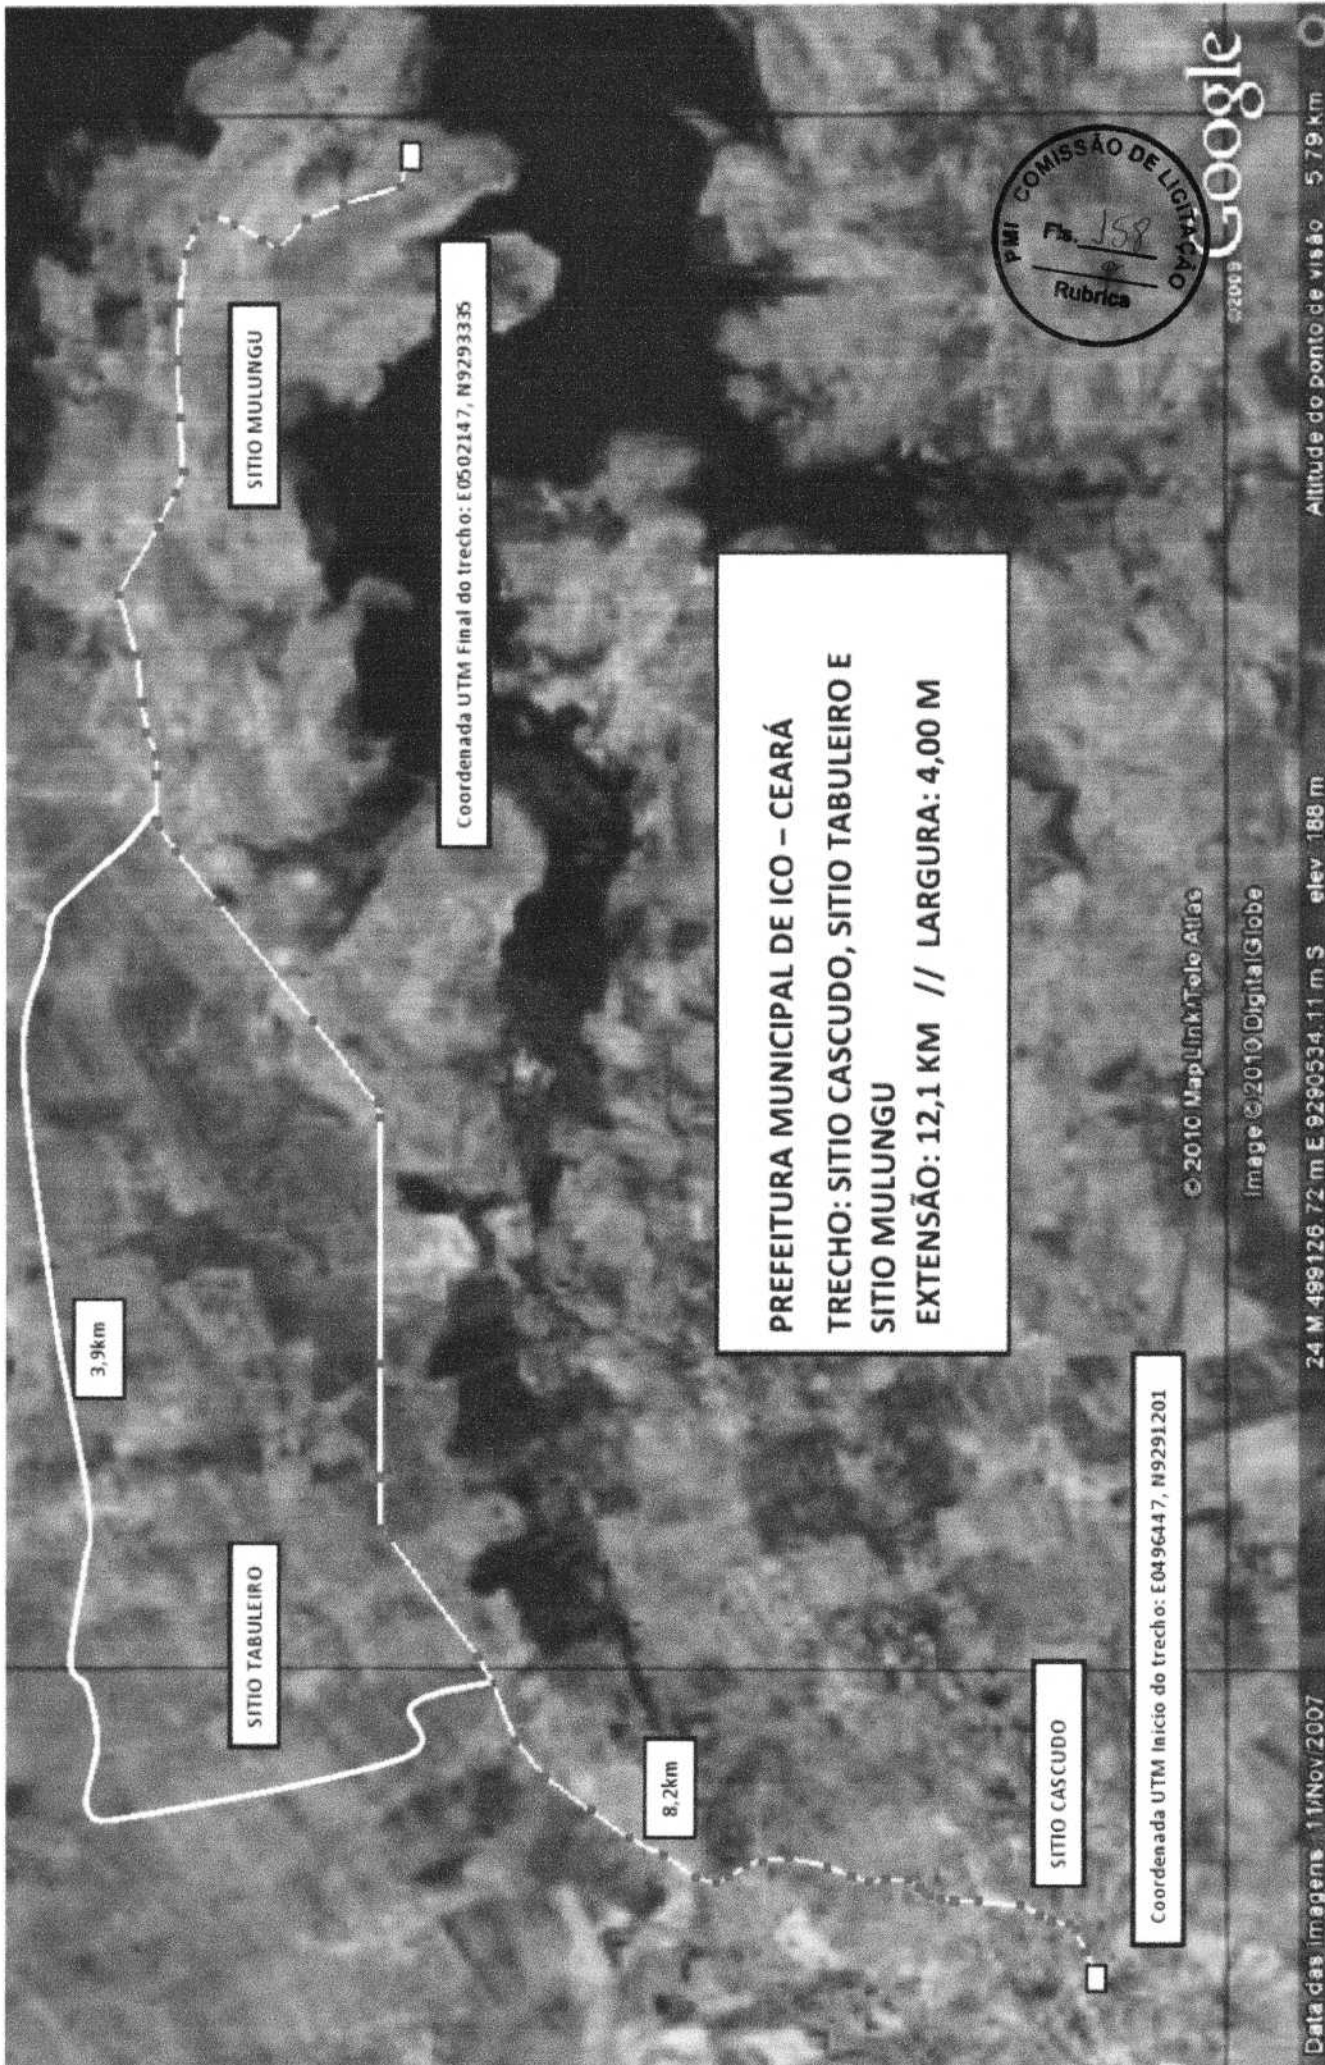 SITIO MULUNGU
Coordenada UTM Final do trecho: E0502147, N9293335
3,9km
SITIO TABULEIRO
8,2km
SITIO CASCUDO
Coordenada UTM Inicio do trecho: E0496447, N9291201
PREFEITURA MUNICIPAL DE ICO – CEARÁ
TRECHO: SITIO CASCUDO, SITIO TABULEIRO E
SITIO MULUNGU
EXTENSÃO: 12,1 KM // LARGURA: 4,00 M
PMI COMISSÃO DE LICITAÇÃO
Fls. 158
Rubrica
©2009 Google
© 2010 MapLink/Tele Atlas
Image © 2010 DigitalGlobe
Data das imagens 11/Nov/2007 24 M 499126 72 m E 9290534 11 m S elev 188 m Altitude do ponto de visão 5 79 km